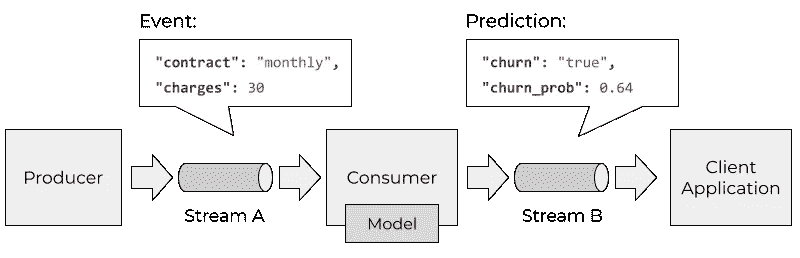 Event:
"contract": "monthly",
"charges": 30
Prediction:
"churn": "true",
"churn_prob": 0.64
Producer
Stream A
Consumer
Model
Stream B
Client
Application